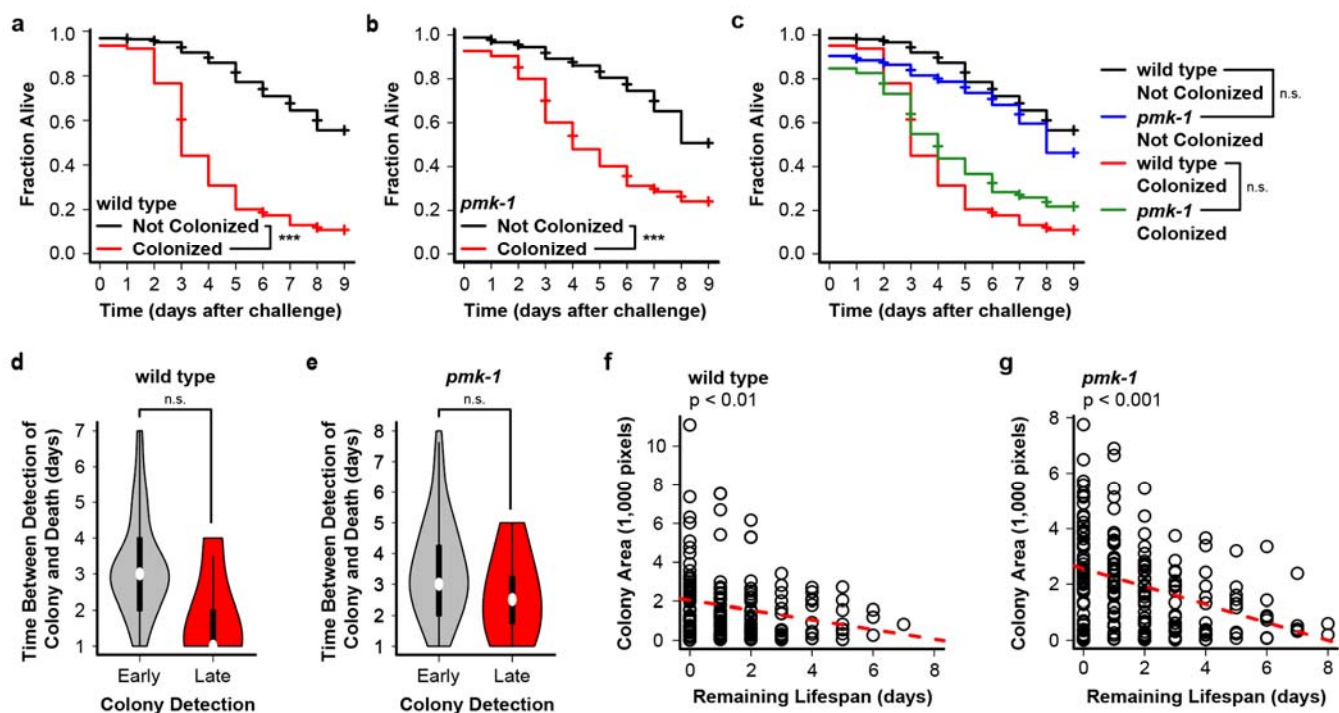 a
Fraction Alive
1.0
0.8
0.6
0.4
0.2
0.0
wild type
Not Colonized
Colonized
***
0 1 2 3 4 5 6 7 8 9
Time (days after challenge)
b
Fraction Alive
1.0
0.8
0.6
0.4
0.2
0.0
pmk-1
Not Colonized
Colonized
***
0 1 2 3 4 5 6 7 8 9
Time (days after challenge)
c
Fraction Alive
1.0
0.8
0.6
0.4
0.2
0.0
0 1 2 3 4 5 6 7 8 9
Time (days after challenge)
wild type
Not Colonized
n.s.
pmk-1
Not Colonized
wild type
Colonized
n.s.
pmk-1
Colonized
d
wild type
n.s.
Time Between Detection of
Colony and Death (days)
7
6
5
4
3
2
1
Early Late
Colony Detection
e
pmk-1
n.s.
Time Between Detection of
Colony and Death (days)
8
7
6
5
4
3
2
1
Early Late
Colony Detection
f
wild type
p < 0.01
Colony Area (1,000 pixels)
10
8
6
4
2
0
0 2 4 6 8
Remaining Lifespan (days)
g
pmk-1
p < 0.001
Colony Area (1,000 pixels)
8
6
4
2
0
0 2 4 6 8
Remaining Lifespan (days)